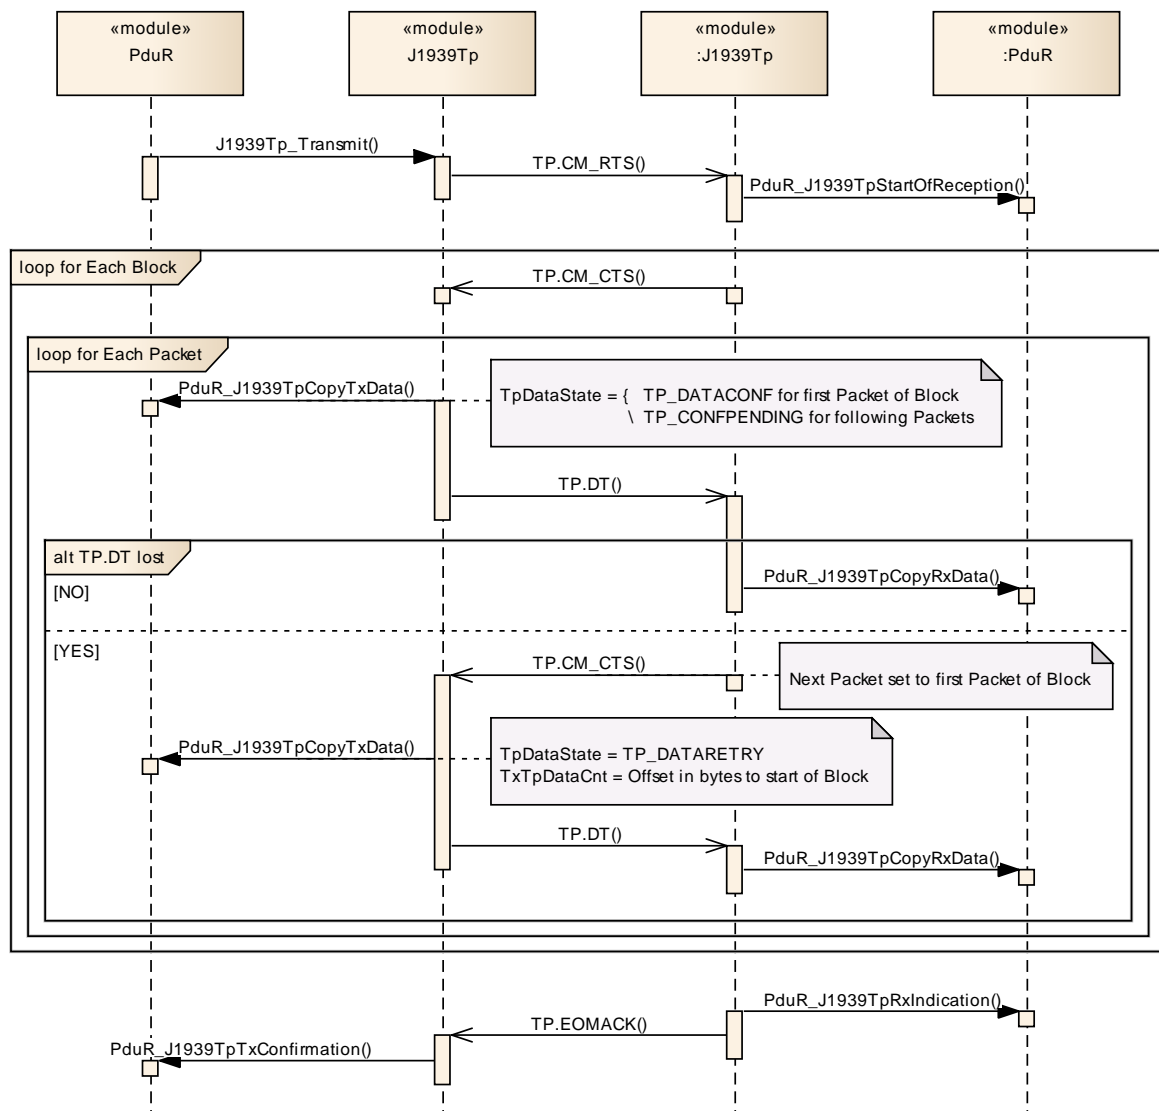 «module»
PduR
«module»
J1939Tp
«module»
:J1939Tp
«module»
:PduR
J1939Tp_Transmit()
TP.CM_RTS()
PduR_J1939TpStartOfReception()
loop for Each Block
TP.CM_CTS()
loop for Each Packet
PduR_J1939TpCopyTxData()
TpDataState = { TP_DATACONF for first Packet of Block
\ TP_CONFPENDING for following Packets
TP.DT()
alt TP.DT lost
[NO]
PduR_J1939TpCopyRxData()
[YES]
TP.CM_CTS()
Next Packet set to first Packet of Block
PduR_J1939TpCopyTxData()
TpDataState = TP_DATARETRY
TxTpDataCnt = Offset in bytes to start of Block
TP.DT()
PduR_J1939TpCopyRxData()
PduR_J1939TpRxIndication()
TP.EOMACK()
PduR_J1939TpTxConfirmation()